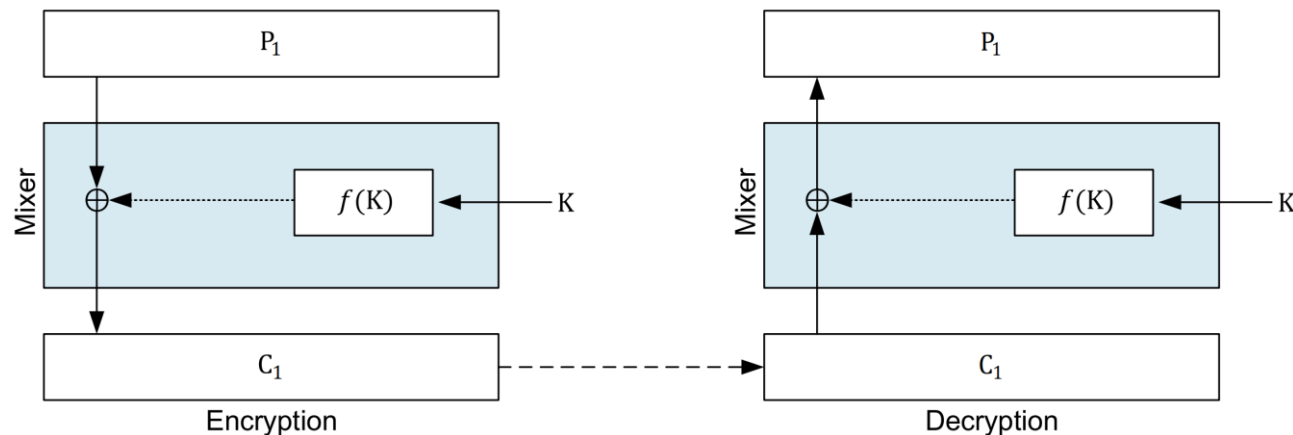 P₁
Mixer
f(K)
K
C₁
Encryption
P₁
Mixer
f(K)
K
C₁
Decryption